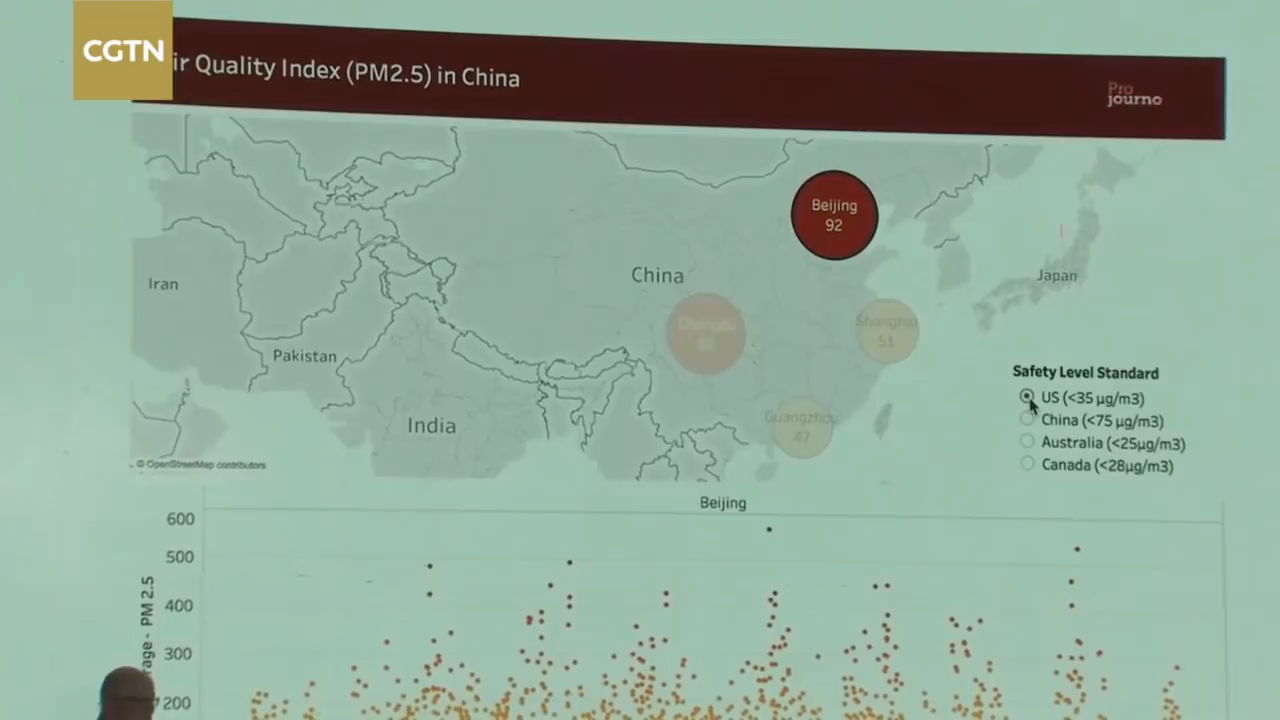 CGTN
ir Quality Index (PM2.5) in China
Pro
journo
Beijing
92
China
Iran
Japan
Shanghai
51
Pakistan
Safety Level Standard
US (<35 µg/m3)
China (<75 µg/m3)
Australia (<25µg/m3)
Canada (<28µg/m3)
Guangzhou
47
India
© OpenStreetMap contributors
Beijing
600
500
400
300
200
rage - PM 2.5